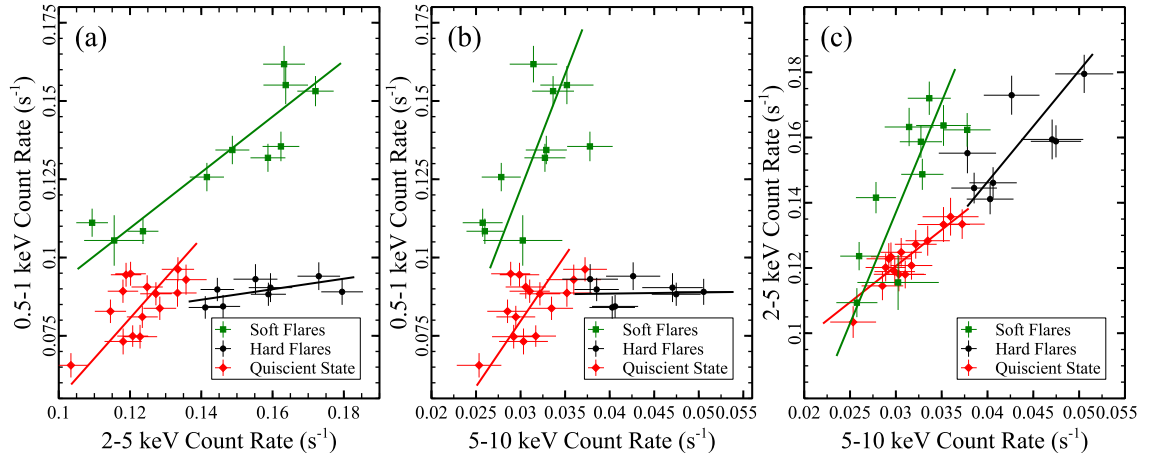 (a)
0.5-1 keV Count Rate (s⁻¹)
0.175
0.15
0.125
0.1
0.075
Soft Flares
Hard Flares
Quiscient State
0.1 0.12 0.14 0.16 0.18
2-5 keV Count Rate (s⁻¹)
(b)
0.5-1 keV Count Rate (s⁻¹)
0.175
0.15
0.125
0.1
0.075
Soft Flares
Hard Flares
Quiscient State
0.02 0.025 0.03 0.035 0.04 0.045 0.05 0.055
5-10 keV Count Rate (s⁻¹)
(c)
2-5 keV Count Rate (s⁻¹)
0.18
0.16
0.14
0.12
0.1
Soft Flares
Hard Flares
Quiscient State
0.02 0.025 0.03 0.035 0.04 0.045 0.05 0.055
5-10 keV Count Rate (s⁻¹)